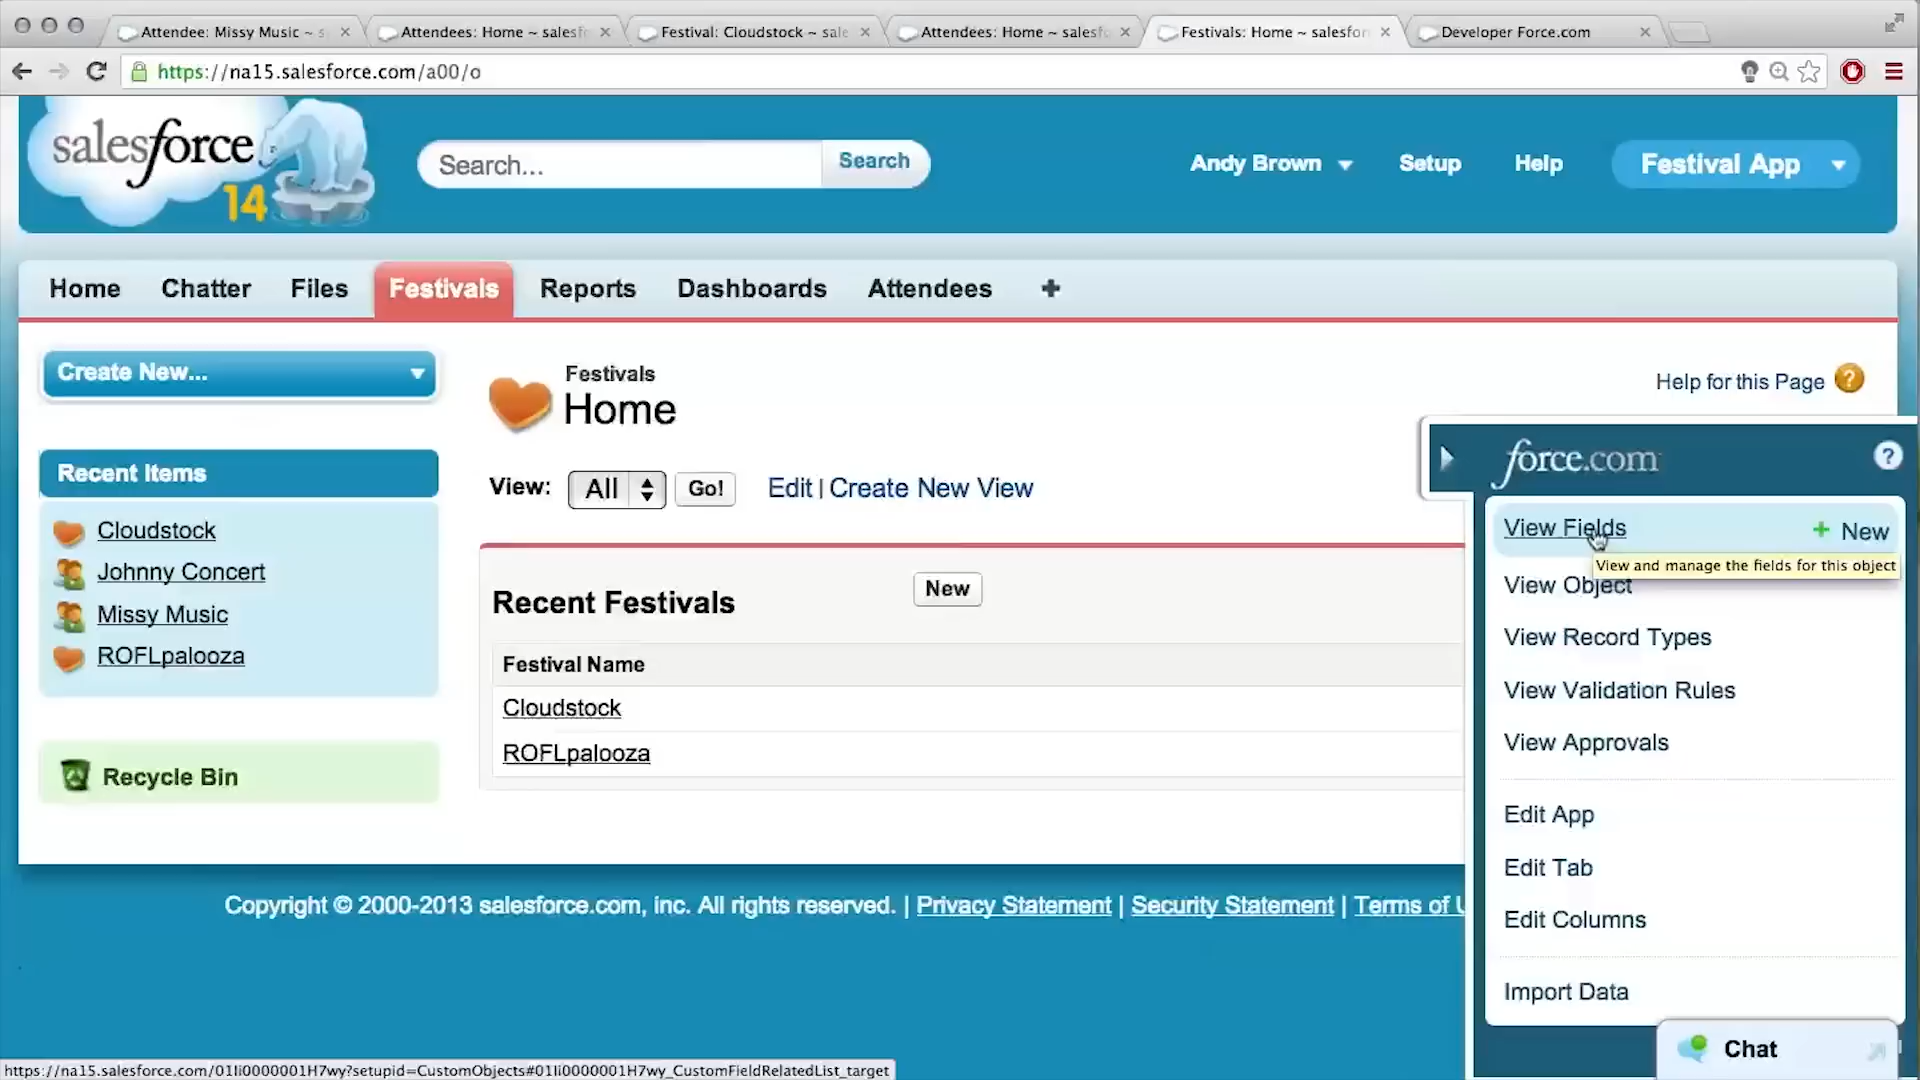 Attendee: Missy Music ~ s
Attendees: Home ~ salesf
Festival: Cloudstock ~ sale
Attendees: Home ~ salesf
Festivals: Home ~ salesfor
Developer Force.com
https://na15.salesforce.com/a00/o
salesforce
14
Search...
Search
Andy Brown
Setup
Help
Festival App
Home
Chatter
Files
Festivals
Reports
Dashboards
Attendees
Create New...
Festivals
Home
Help for this Page
Recent Items
Cloudstock
Johnny Concert
Missy Music
ROFLpalooza
Recycle Bin
View:
All
Go!
Edit | Create New View
Recent Festivals
New
Festival Name
Cloudstock
ROFLpalooza
force.com
?
View Fields
+ New
View and manage the fields for this object
View Object
View Record Types
View Validation Rules
View Approvals
Edit App
Edit Tab
Edit Columns
Import Data
Copyright © 2000-2013 salesforce.com, inc. All rights reserved. | Privacy Statement | Security Statement | Terms of U
Chat
https://na15.salesforce.com/01Ii0000001H7wy?setupid=CustomObjects#01Ii0000001H7wy_CustomFieldRelatedList_target